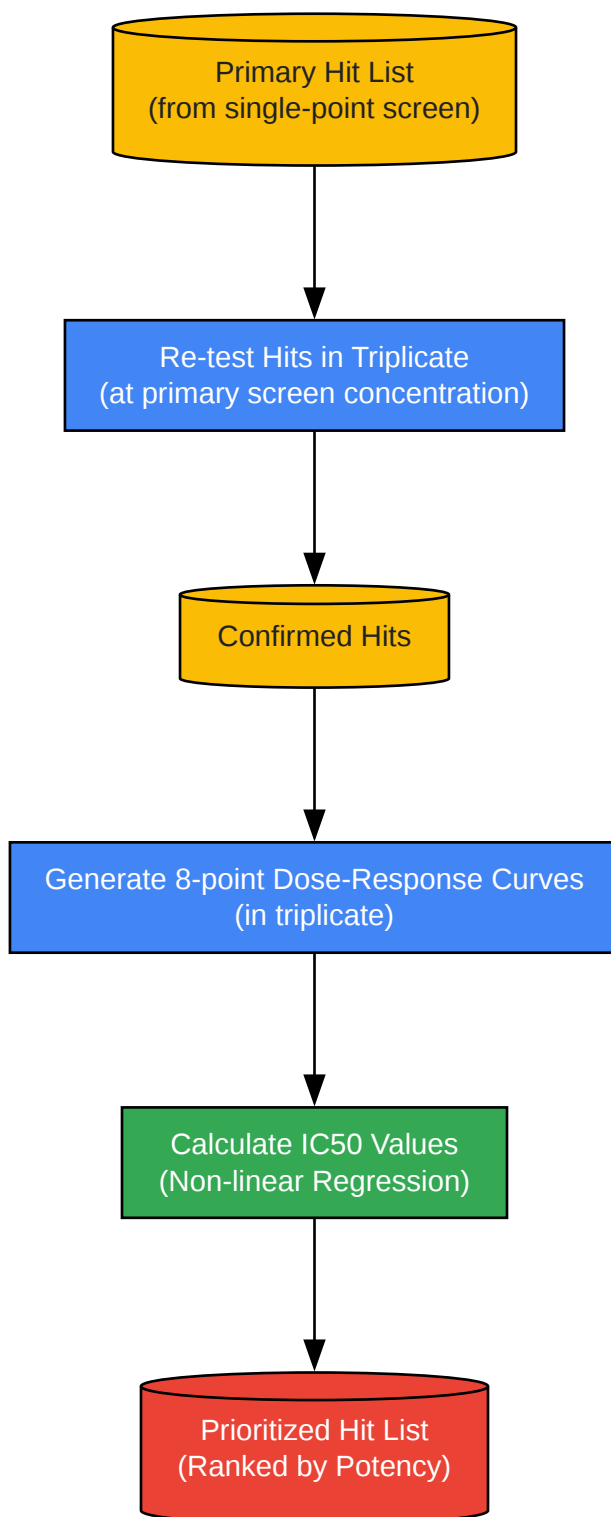 Primary Hit List
(from single-point screen)
Re-test Hits in Triplicate
(at primary screen concentration)
Confirmed Hits
Generate 8-point Dose-Response Curves
(in triplicate)
Calculate IC50 Values
(Non-linear Regression)
Prioritized Hit List
(Ranked by Potency)